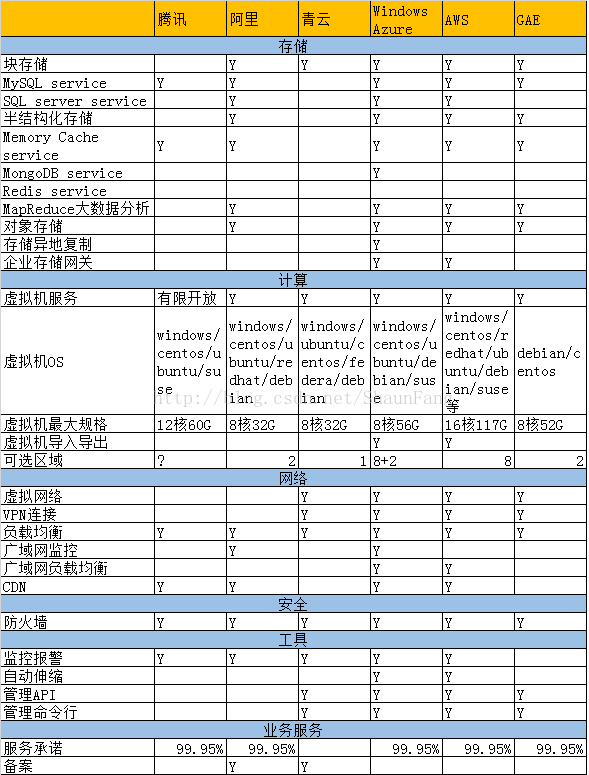 腾讯 阿里 青云 Windows Azure AWS GAE
存储
块存储 Y Y Y Y Y
MySQL service Y Y Y Y Y
SQL server service Y Y Y
半结构化存储 Y Y Y Y
Memory Cache service Y Y Y Y Y
MongoDB service Y
Redis service
MapReduce大数据分析 Y Y Y Y
对象存储 Y Y Y Y
存储异地复制 Y
企业存储网关 Y Y
计算
虚拟机服务 有限开放 Y Y Y Y Y
虚拟机OS windows/centos/ubuntu/suse windows/centos/ubuntu/redhat/debian windows/ubuntu/centos/federa/debian windows/centos/ubuntu/debian/sus windows/centos/redhat/ubuntu/debian/suse等 debian/centos
虚拟机最大规格 12核60G 8核32G 8核32G 8核56G 16核117G 8核52G
虚拟机导入导出 Y Y
可选区域 ? 2 1 8+2 8 2
网络
虚拟网络 Y Y Y Y
VPN连接 Y Y Y Y
负载均衡 Y Y Y Y Y Y
广域网监控 Y Y
广域网负载均衡 Y Y
CDN Y Y Y Y
安全
防火墙 Y Y Y Y Y Y
工具
监控报警 Y Y Y Y Y
自动伸缩 Y Y
管理API Y Y Y Y
管理命令行 Y Y Y Y
业务服务
服务承诺 99.95% 99.95% 99.95% 99.95% 99.95%
备案 Y Y